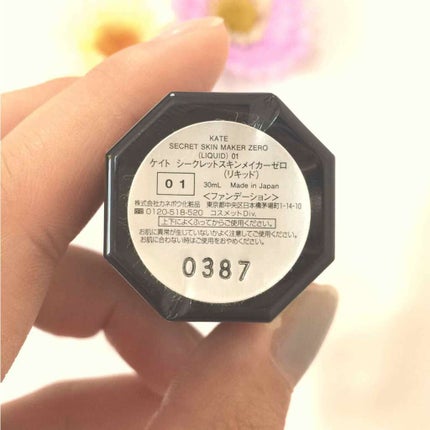 KATE
SECRET SKIN MAKER ZERO
(LIQUID) 01
ケイト シークレットスキンメイカーゼロ
(リキッド)
01 30mL Made in Japan
<ファンデーション>
株式会社カネボウ化粧品 東京都中央区日本橋茅場町1-14-10
0120-518-520 コスメットDiv.
上下によくふってからご使用ください。
お肌に異常が生じていないかよく注意してご使用ください。
お肌に合わない時はご使用をおやめください。
0387